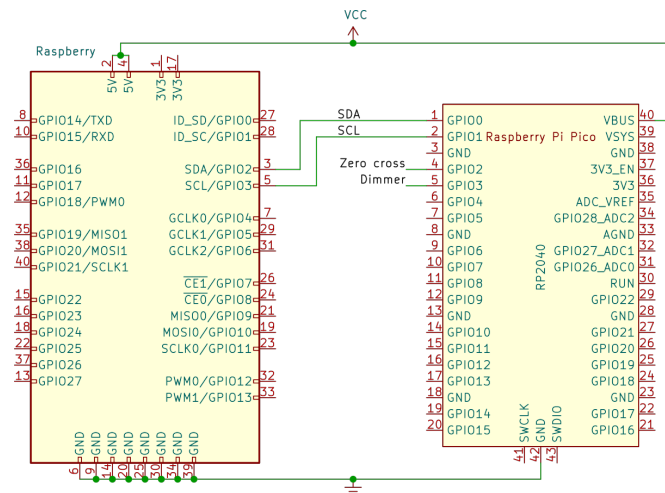 VCC
Raspberry
2
4
1
17
5V
5V
3V3
3V3
8 GPIO14/TXD
10 GPIO15/RXD
36 GPIO16
11 GPIO17
12 GPIO18/PWM0
35 GPIO19/MISO1
38 GPIO20/MOSI1
40 GPIO21/SCLK1
15 GPIO22
16 GPIO23
18 GPIO24
22 GPIO25
37 GPIO26
13 GPIO27
ID_SD/GPIO0 27
ID_SC/GPIO1 28
SDA/GPIO2 3
SCL/GPIO3 5
GCLK0/GPIO4 7
GCLK1/GPIO5 29
GCLK2/GPIO6 31
CE1/GPIO7 26
CE0/GPIO8 24
MISO0/GPIO9 21
MOSI0/GPIO10 19
SCLK0/GPIO11 23
PWM0/GPIO12 32
PWM1/GPIO13 33
GND
GND
GND
GND
GND
GND
GND
GND
6
9
14
20
25
30
34
39
SDA
SCL
Zero cross
Dimmer
Raspberry Pi Pico
RP2040
1 GPIO0
2 GPIO1
3 GND
4 GPIO2
5 GPIO3
6 GPIO4
7 GPIO5
8 GND
9 GPIO6
10 GPIO7
11 GPIO8
12 GPIO9
13 GND
14 GPIO10
15 GPIO11
16 GPIO12
17 GPIO13
18 GND
19 GPIO14
20 GPIO15
VBUS 40
VSYS 39
GND 38
3V3_EN 37
3V3 36
ADC_VREF 35
GPIO28_ADC2 34
AGND 33
GPIO27_ADC1 32
GPIO26_ADC0 31
RUN 30
GPIO22 29
GND 28
GPIO21 27
GPIO20 26
GPIO19 25
GPIO18 24
GND 23
GPIO17 22
GPIO16 21
SWCLK
GND
SWDIO
41
42
43